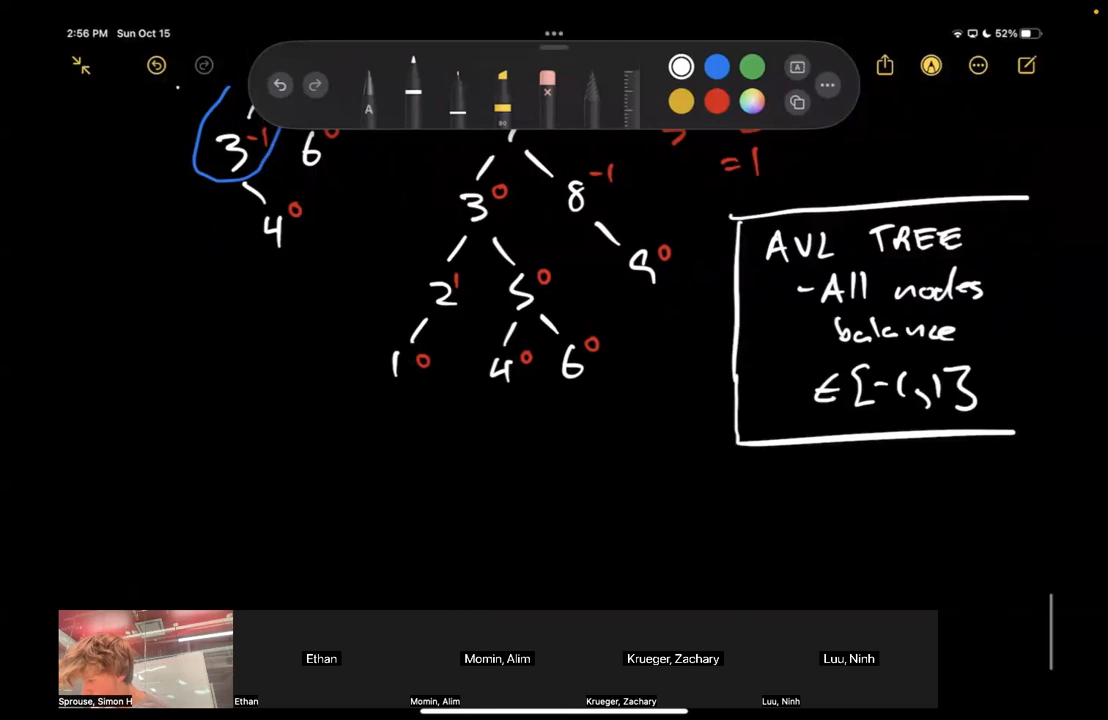 2:56 PM Sun Oct 15
52%
A
80
A
3 -1 6 0
4 0
= 1
3 0 8 -1
2 1 5 0 9 0
1 0 4 0 6 0
AVL TREE
- All nodes
balance
∈ [-1, 1]
Ethan
Momin, Alim
Krueger, Zachary
Luu, Ninh
Sprouse, Simon H
Ethan
Momin, Alim
Krueger, Zachary
Luu, Ninh